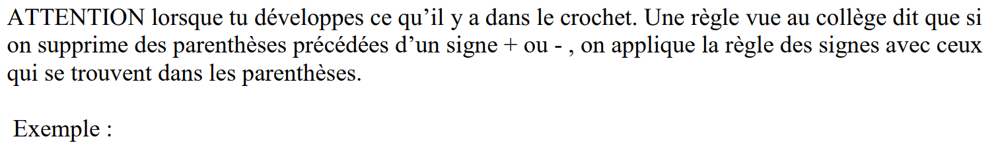 ATTENTION lorsque tu développes ce qu’il y a dans le crochet. Une règle vue au collège dit que si
on supprime des parenthèses précédées d’un signe + ou - , on applique la règle des signes avec ceux
qui se trouvent dans les parenthèses.
Exemple :